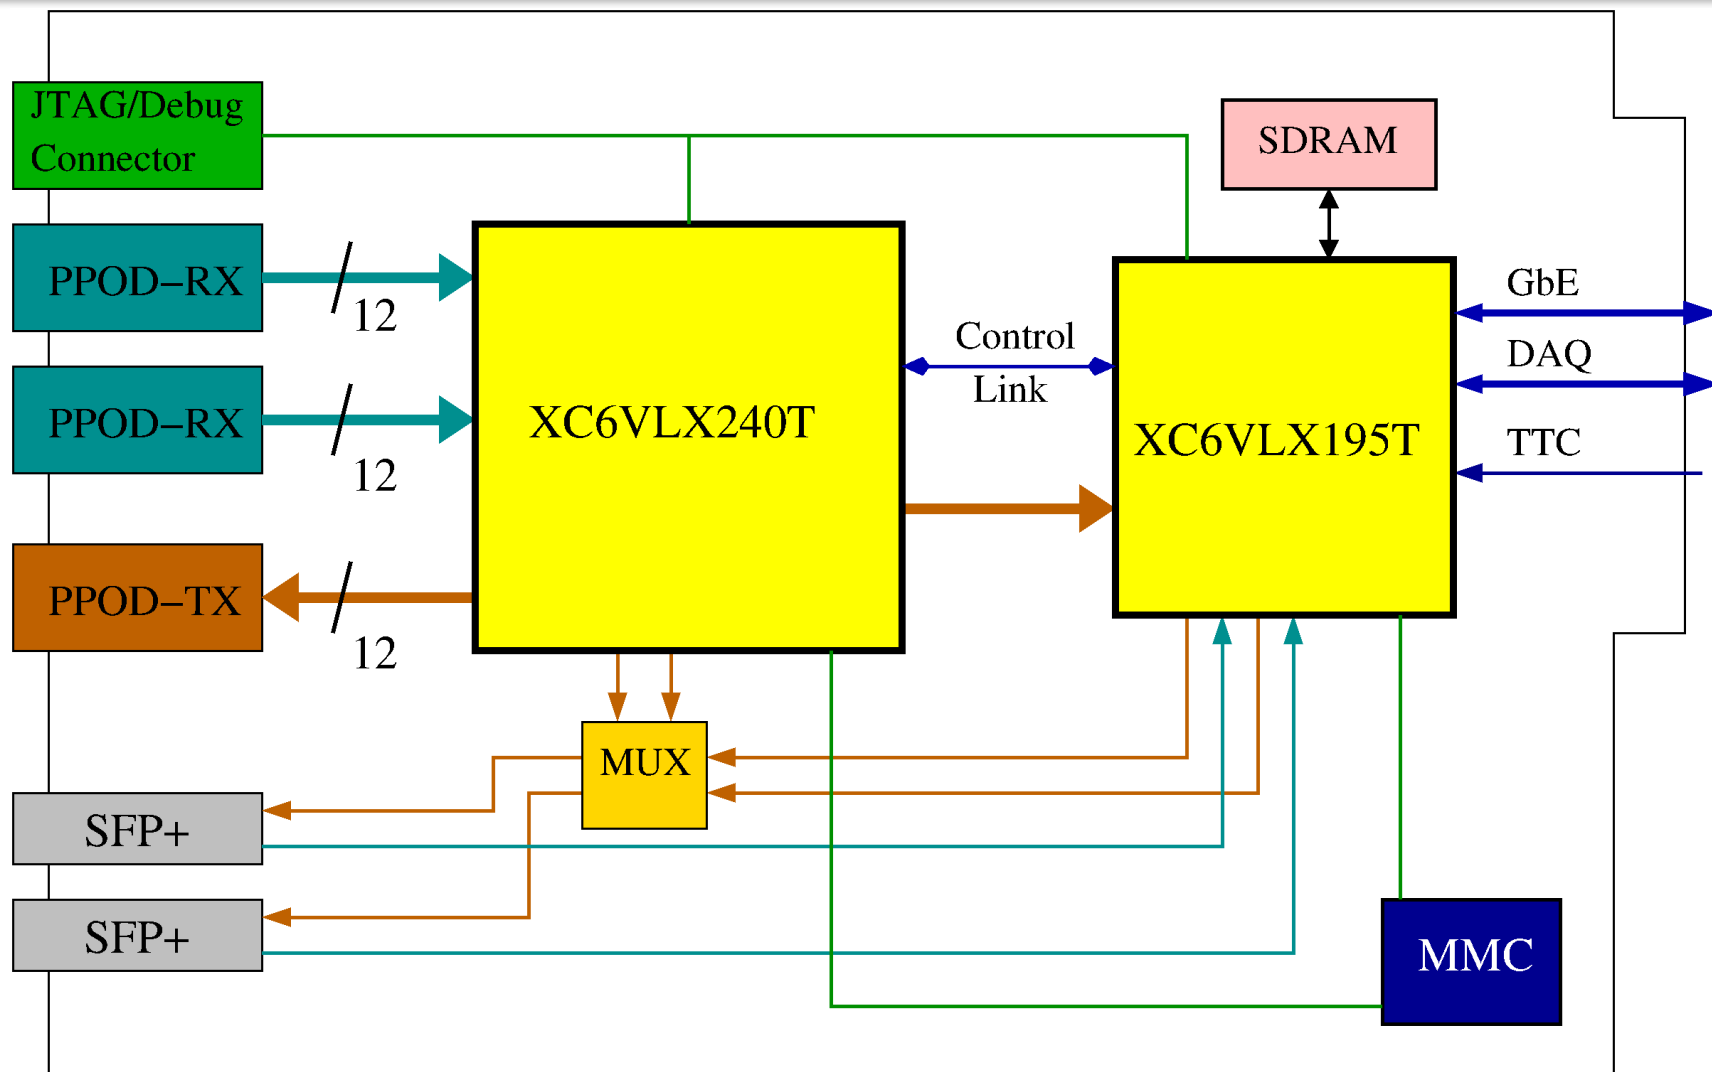 JTAG/Debug
Connector
SDRAM
PPOD−RX
12
GbE
Control
Link
DAQ
PPOD−RX
12
XC6VLX240T
XC6VLX195T
TTC
PPOD−TX
12
MUX
SFP+
SFP+
MMC